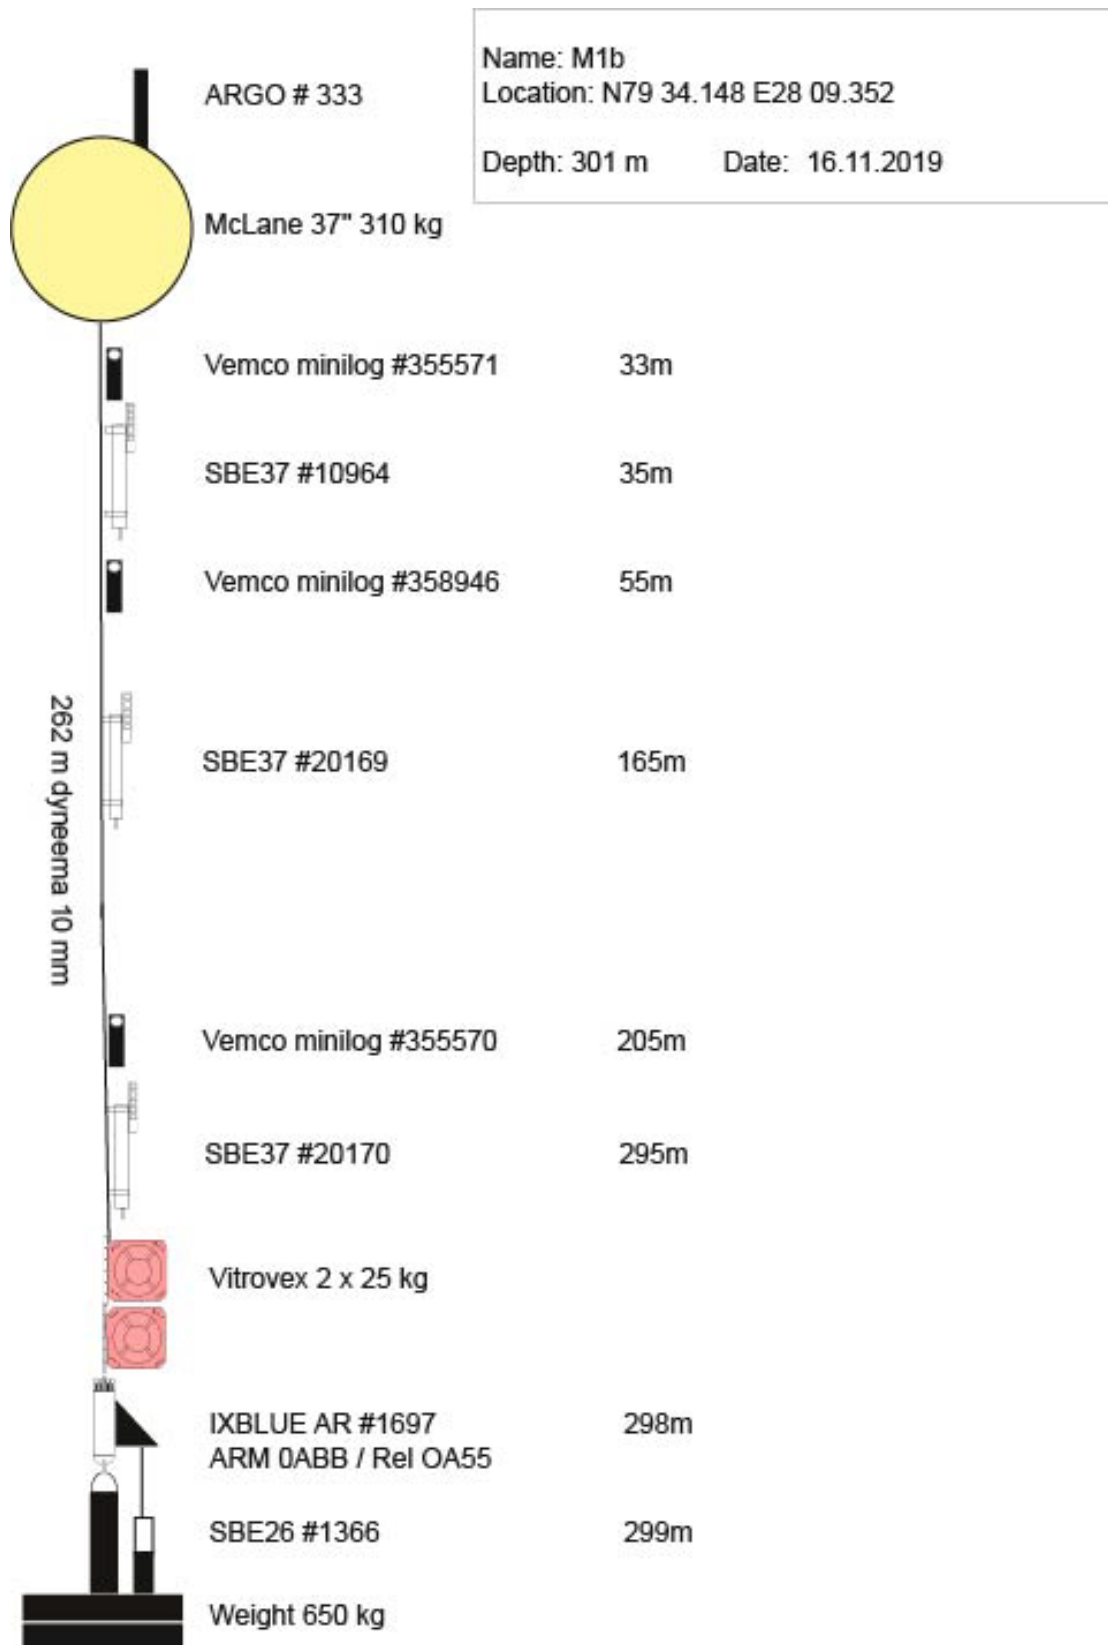 Name: M1b
Location: N79 34.148 E28 09.352
Depth: 301 m Date: 16.11.2019
ARGO # 333
McLane 37" 310 kg
Vemco minilog #355571 33m
SBE37 #10964 35m
Vemco minilog #358946 55m
262 m dyneema 10 mm
SBE37 #20169 165m
Vemco minilog #355570 205m
SBE37 #20170 295m
Vitrovex 2 x 25 kg
IXBLUE AR #1697 298m
ARM 0ABB / Rel OA55
SBE26 #1366 299m
Weight 650 kg